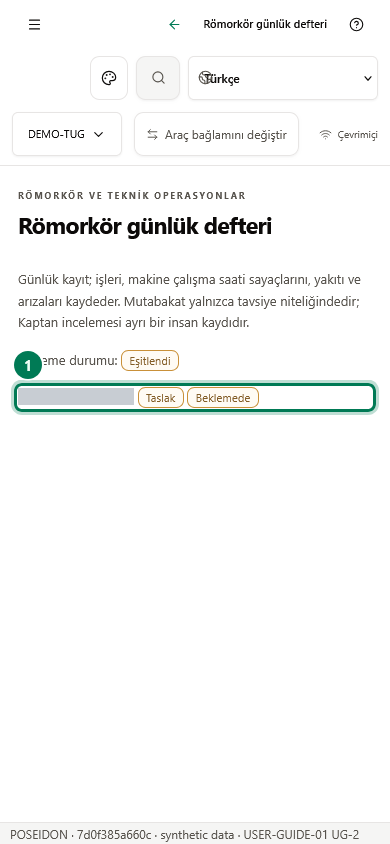 Römorkör günlük defteri
Türkçe
DEMO-TUG
Araç bağlamını değiştir
Çevrimiçi
RÖMORKÖR VE TEKNİK OPERASYONLAR
Römorkör günlük defteri
Günlük kayıt; işleri, makine çalışma saati sayaçlarını, yakıtı ve
arızaları kaydeder. Mutabakat yalnızca tavsiye niteliğindedir;
Kaptan incelemesi ayrı bir insan kaydıdır.
durumu: Eşitlendi
1
Taslak Beklemede
POSEIDON · 7d0f385a660c · synthetic data · USER-GUIDE-01 UG-2